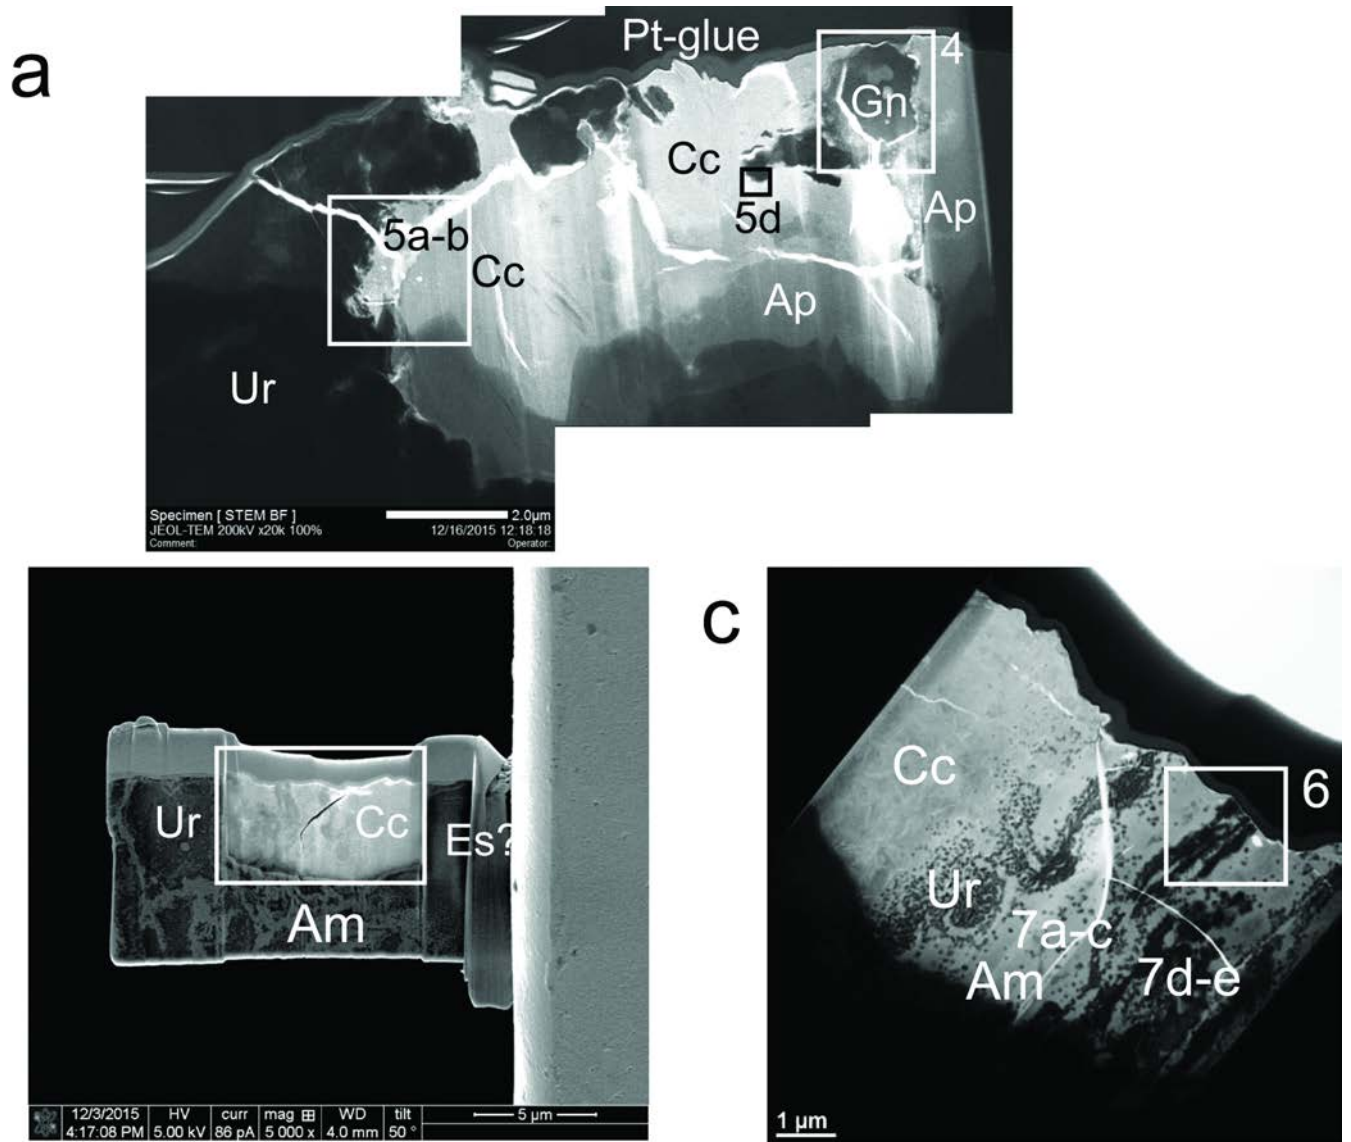 a
Pt-glue
4
Gn
Cc
5d
Ap
5a-b
Cc
Ap
Ur
Specimen [ STEM BF ]
2.0µm
JEOL-TEM 200kV x20k 100%
12/16/2015 12:18:18
Comment:
Operator:
Ur
Cc
Es?
Am
12/3/2015 HV curr mag WD tilt
4:17:08 PM 5.00 kV 86 pA 5 000 x 4.0 mm 50 °
5 µm
c
Cc
6
Ur
7a-c
Am
7d-e
1 µm